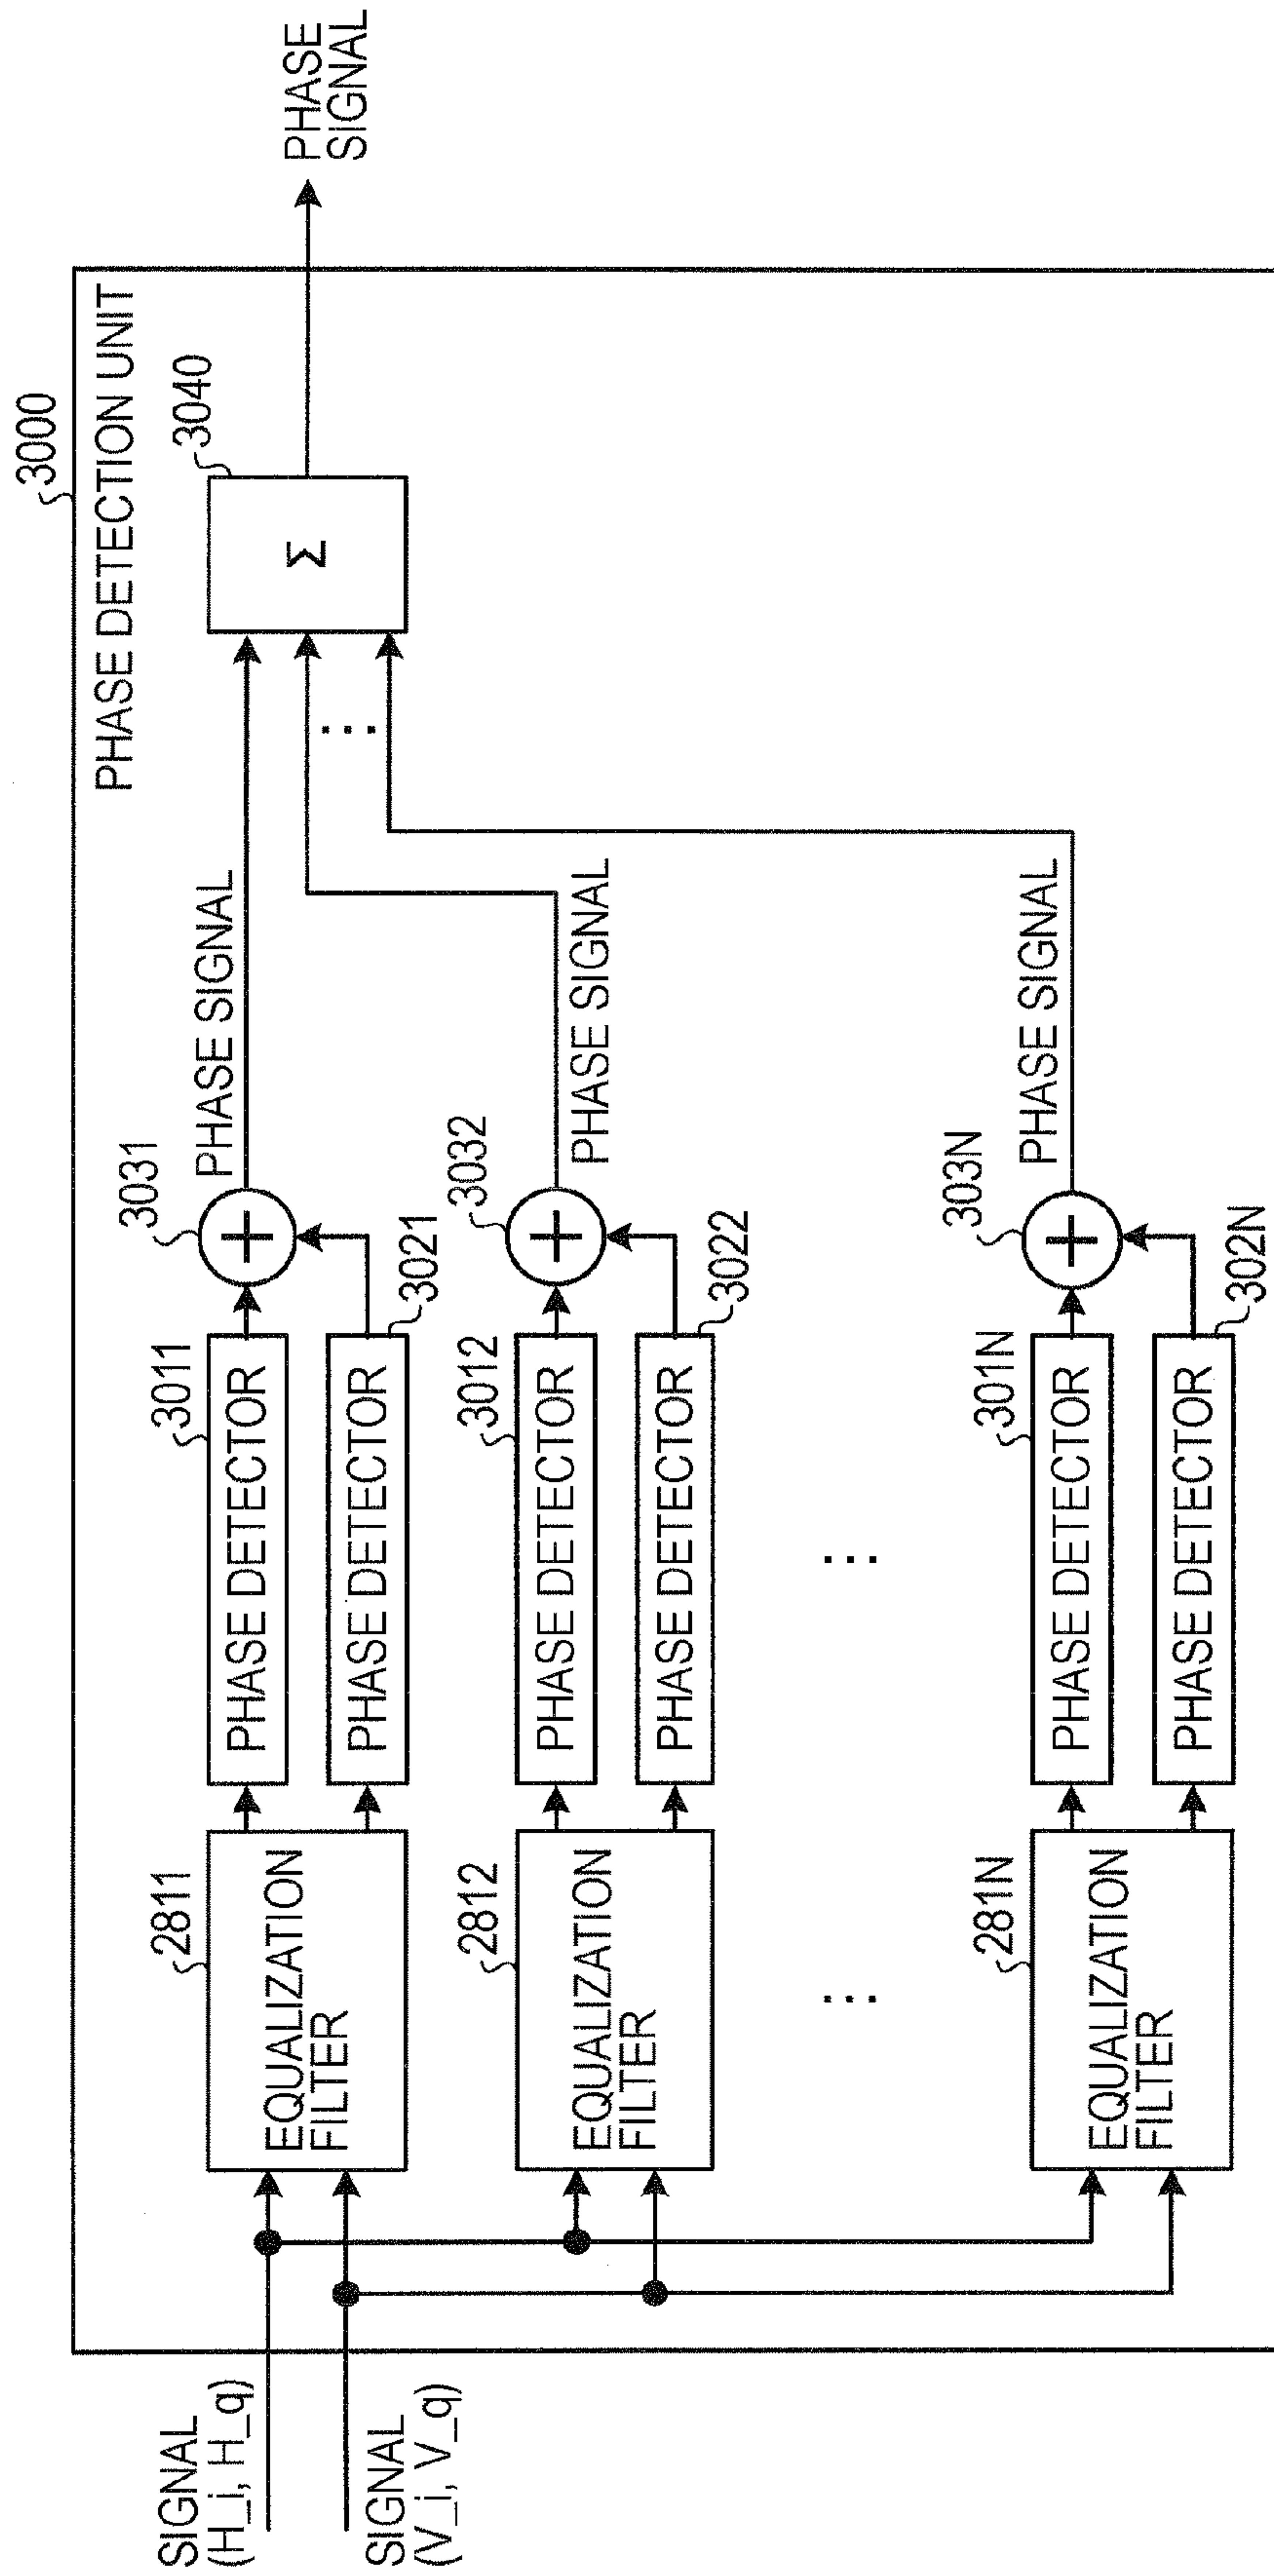 3000
PHASE DETECTION UNIT
SIGNAL
(H_i, H_q)
SIGNAL
(V_i, V_q)
2811
EQUALIZATION
FILTER
3011
PHASE DETECTOR
PHASE DETECTOR
3021
3031
+
PHASE SIGNAL
3040
Σ
PHASE
SIGNAL
2812
EQUALIZATION
FILTER
3012
PHASE DETECTOR
PHASE DETECTOR
3022
3032
+
PHASE SIGNAL
...
...
...
281N
EQUALIZATION
FILTER
301N
PHASE DETECTOR
PHASE DETECTOR
302N
303N
+
PHASE SIGNAL